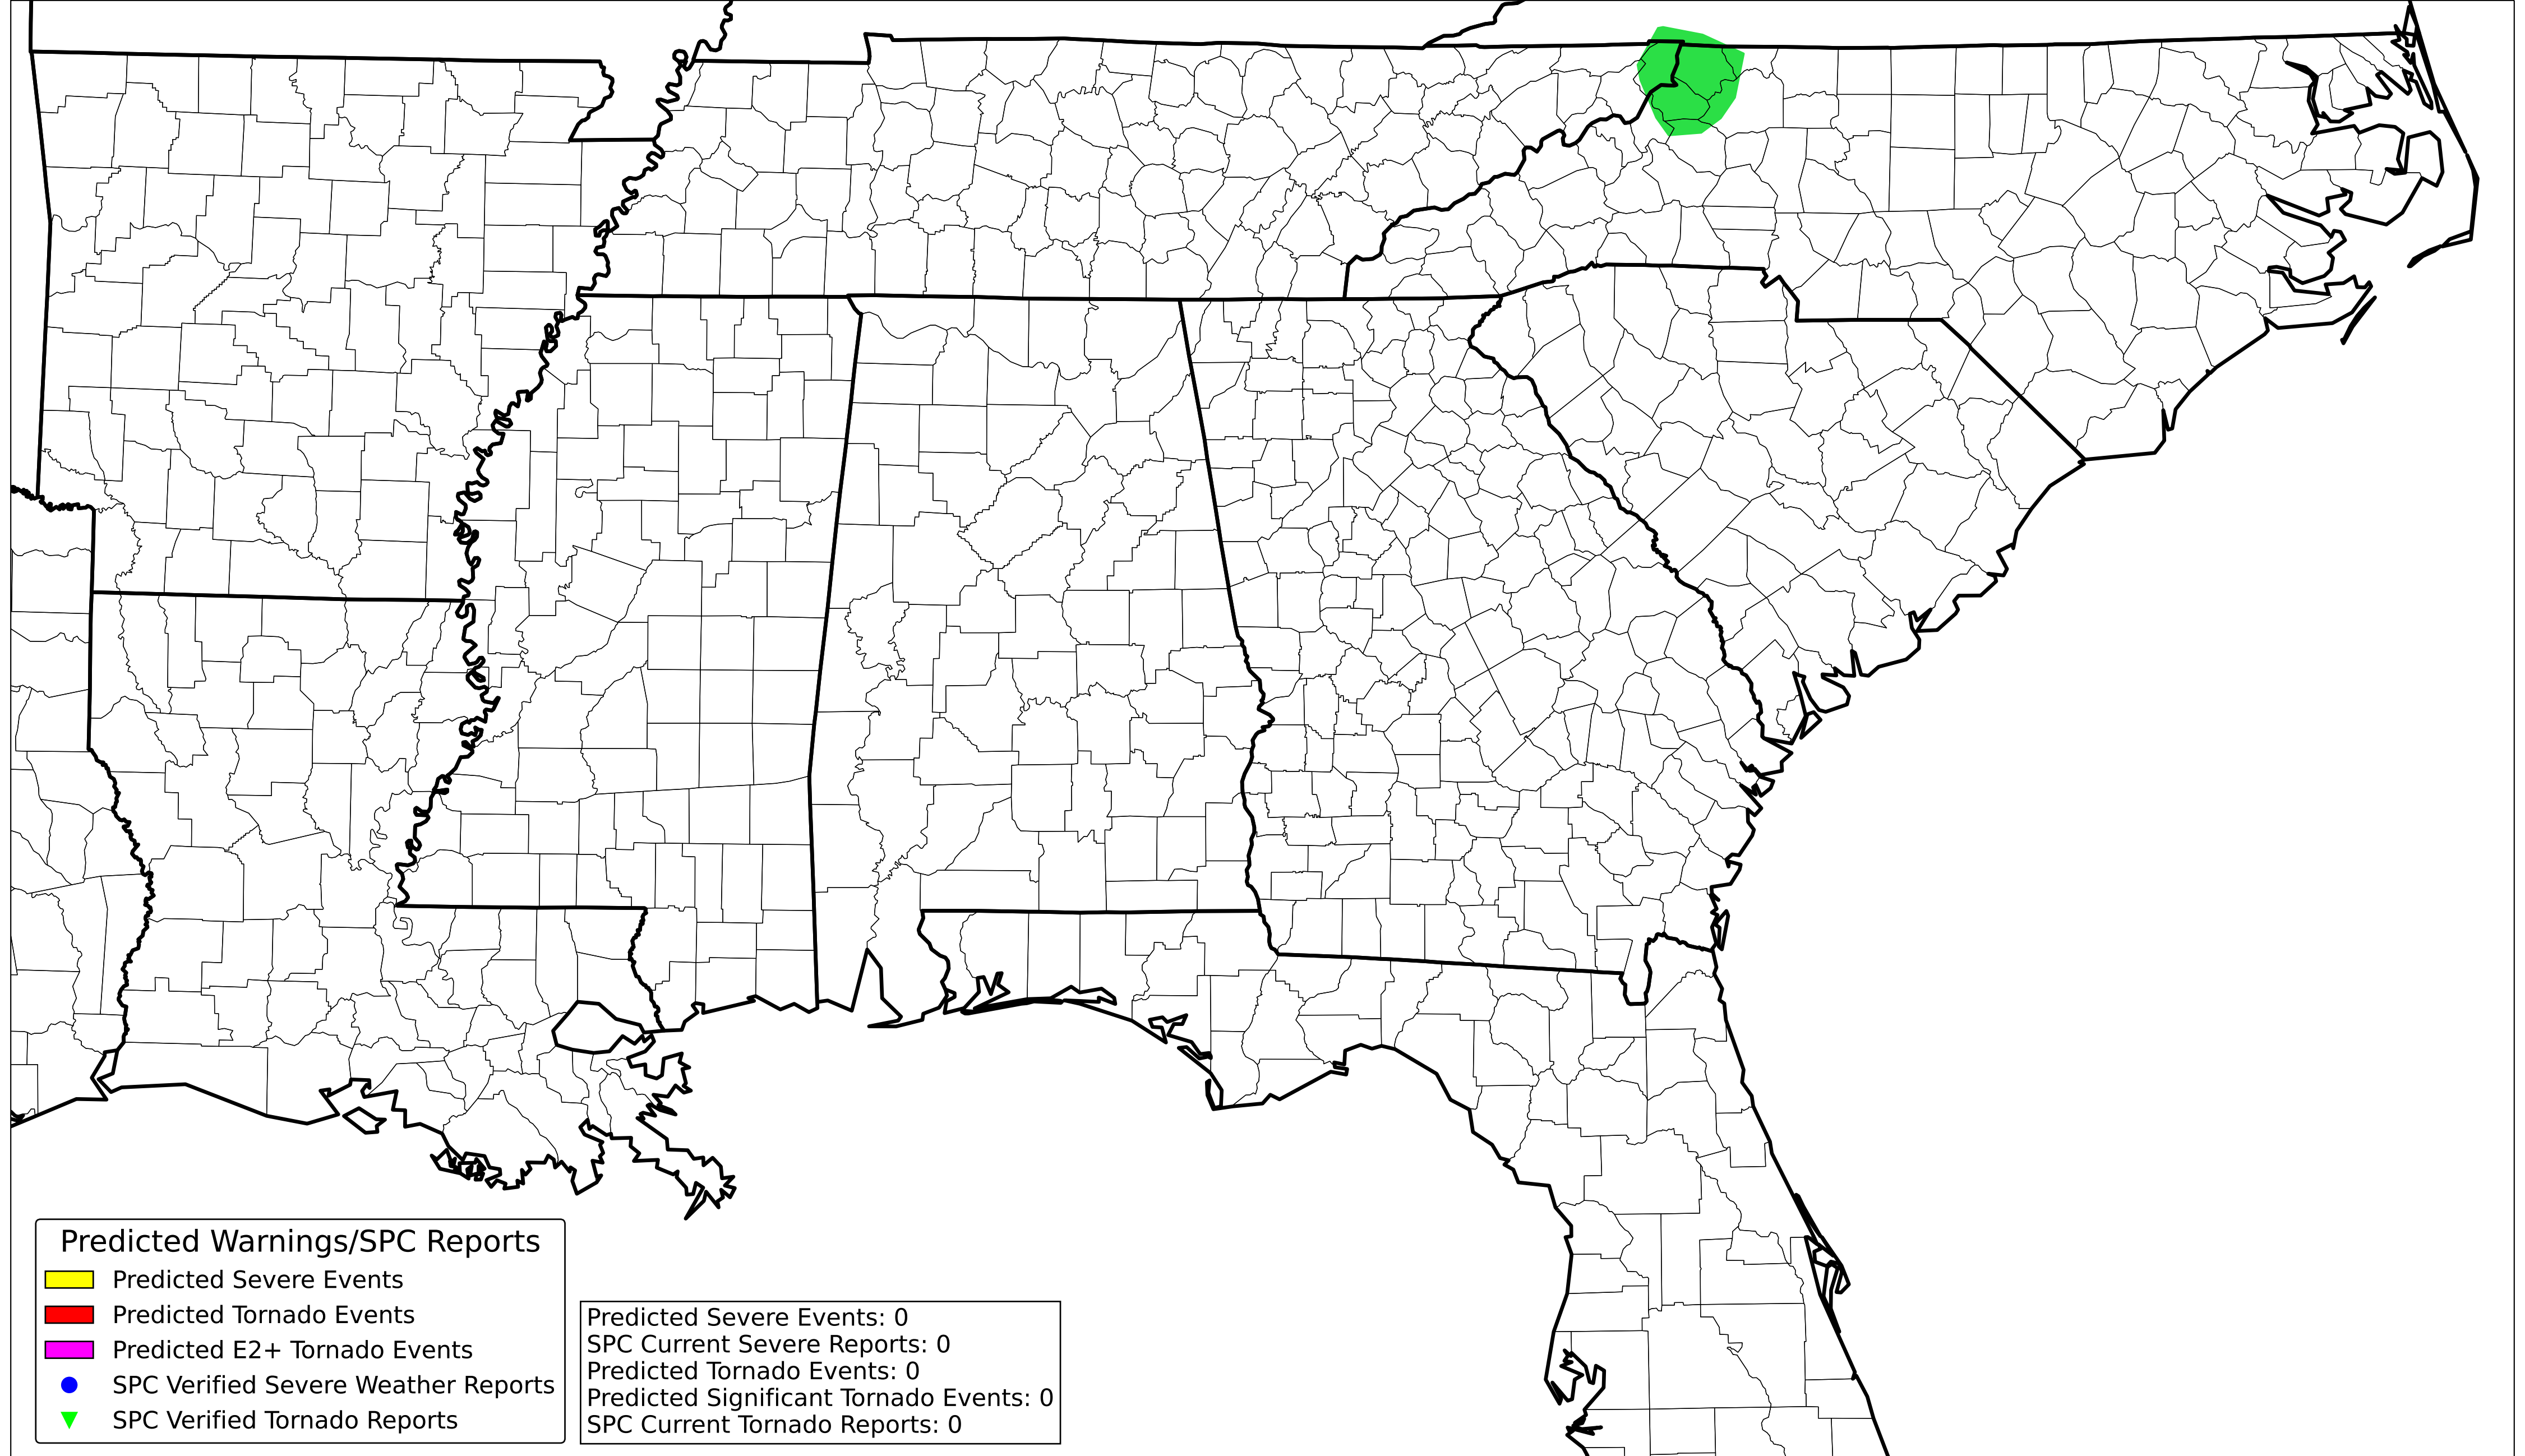 Predicted Warnings/SPC Reports
Predicted Severe Events
Predicted Tornado Events
Predicted E2+ Tornado Events
SPC Verified Severe Weather Reports
SPC Verified Tornado Reports
Predicted Severe Events: 0
SPC Current Severe Reports: 0
Predicted Tornado Events: 0
Predicted Significant Tornado Events: 0
SPC Current Tornado Reports: 0